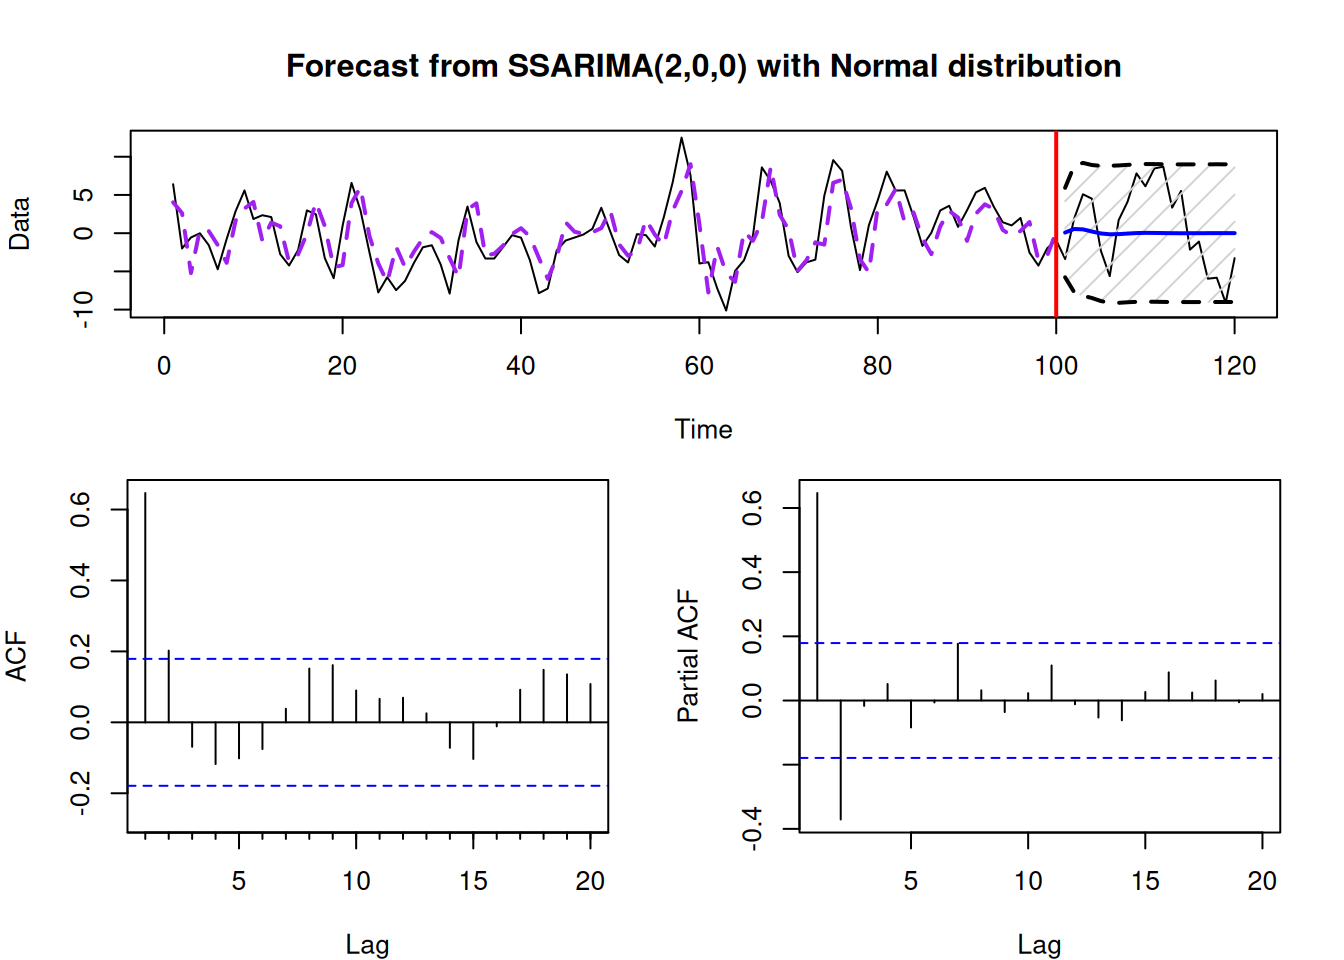 Forecast from SSARIMA(2,0,0) with Normal distribution
Data
5
0
-10
0 20 40 60 80 100 120
Time
ACF
0.6
0.4
0.2
0.0
-0.2
5 10 15 20
Lag
Partial ACF
0.6
0.4
0.2
0.0
-0.4
5 10 15 20
Lag